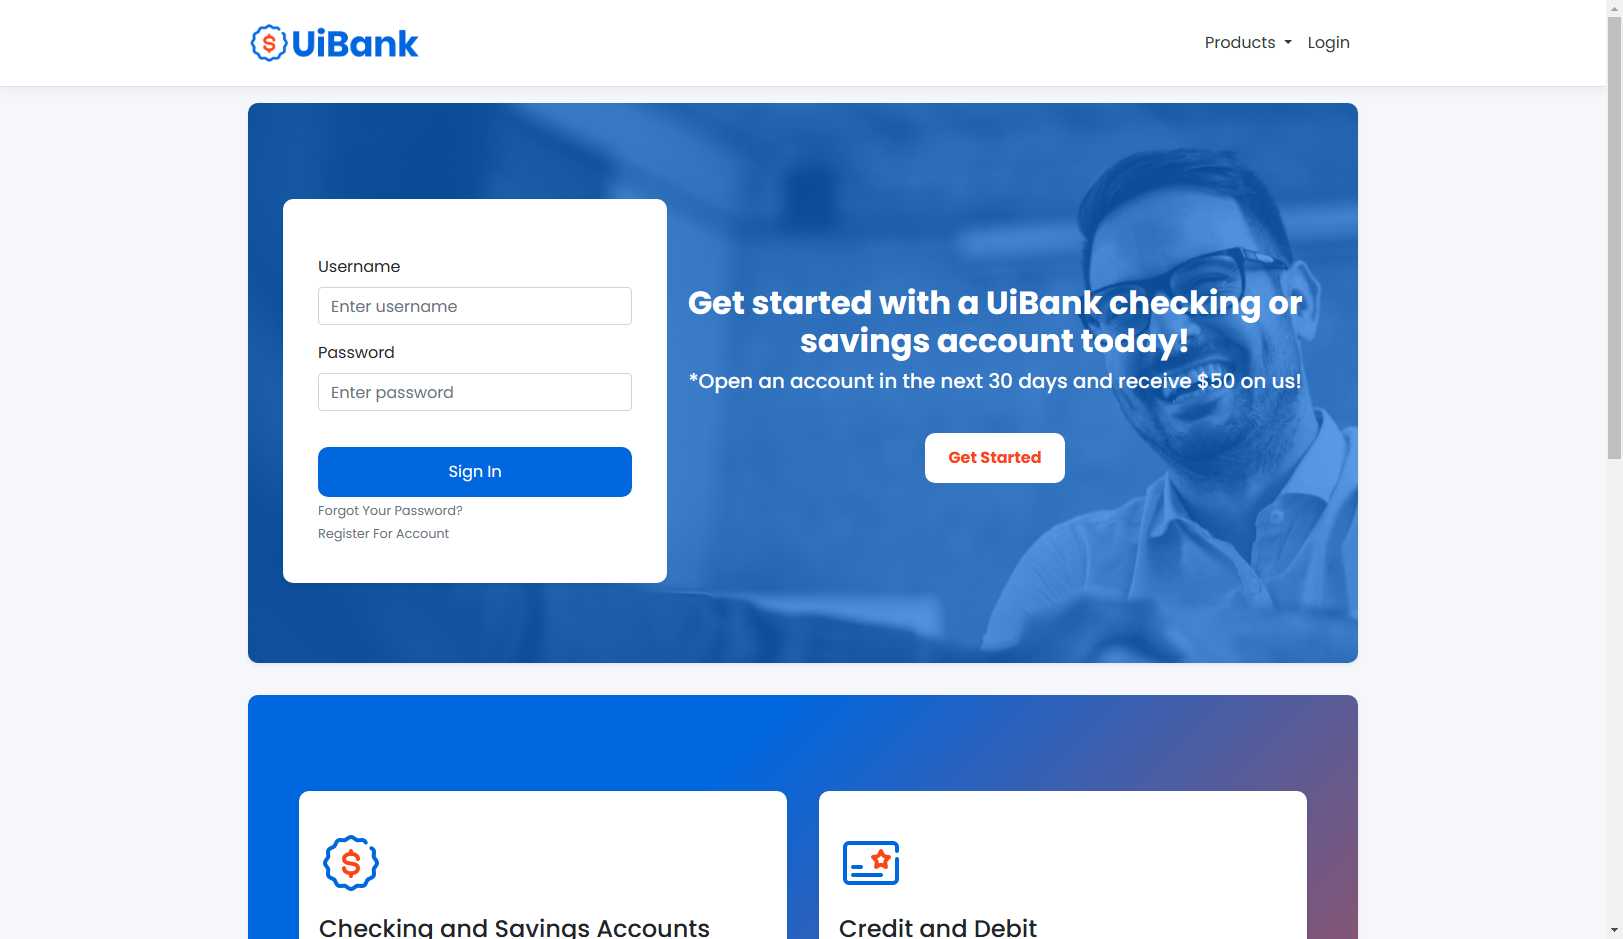 UiBank
Products
Login
Username
Enter username
Password
Enter password
Sign In
Forgot Your Password?
Register For Account
Get started with a UiBank checking or
savings account today!
*Open an account in the next 30 days and receive $50 on us!
Get Started
Checking and Savings Accounts
Credit and Debit